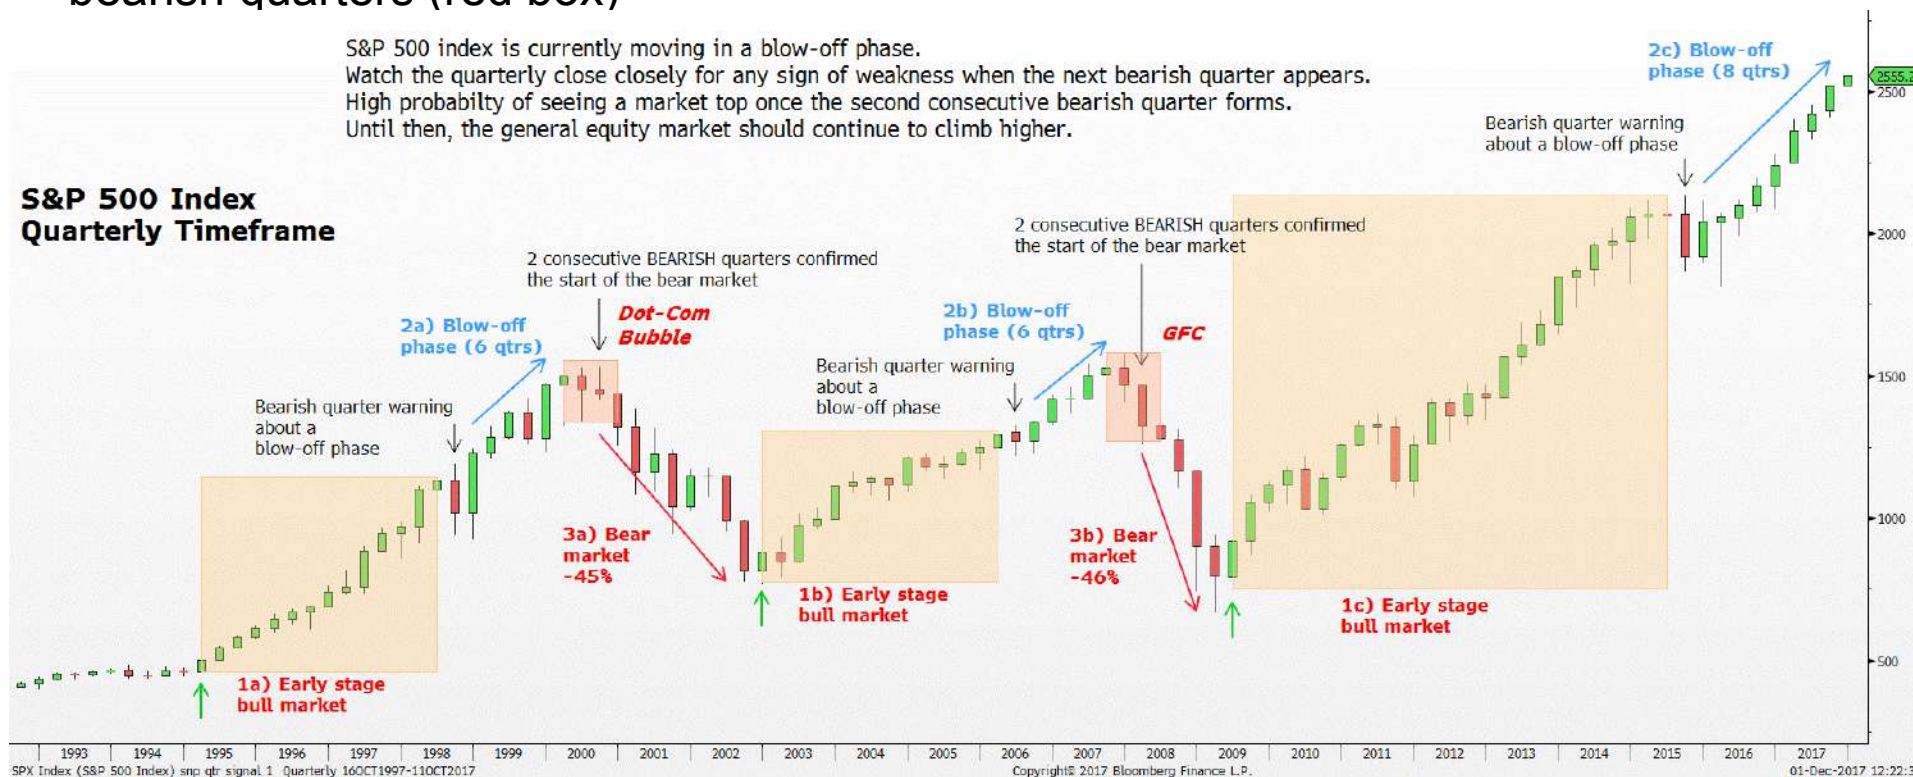 bearish quarters (red box)
S&P 500 index is currently moving in a blow-off phase.
Watch the quarterly close closely for any sign of weakness when the next bearish quarter appears.
High probabilty of seeing a market top once the second consecutive bearish quarter forms.
Until then, the general equity market should continue to climb higher.
2c) Blow-off
phase (8 qtrs)
2555.2
2500
Bearish quarter warning
about a blow-off phase
S&P 500 Index
Quarterly Timeframe
2 consecutive BEARISH quarters confirmed
the start of the bear market
2000
2 consecutive BEARISH quarters confirmed
the start of the bear market
Dot-Com
Bubble
2a) Blow-off
phase (6 qtrs)
2b) Blow-off
phase (6 qtrs)
GFC
Bearish quarter warning
about a
blow-off phase
Bearish quarter warning
about a
blow-off phase
1500
1000
3a) Bear
market
-45%
3b) Bear
market
-46%
1b) Early stage
bull market
1c) Early stage
bull market
500
1a) Early stage
bull market
1993 1994 1995 1996 1997 1998 1999 2000 2001 2002 2003 2004 2005 2006 2007 2008 2009 2010 2011 2012 2013 2014 2015 2016 2017
SPX Index (S&P 500 Index) snp qtr signal 1 Quarterly 16OCT1997-11OCT2017 Copyright© 2017 Bloomberg Finance L.P. 01-Dec-2017 12:22:3